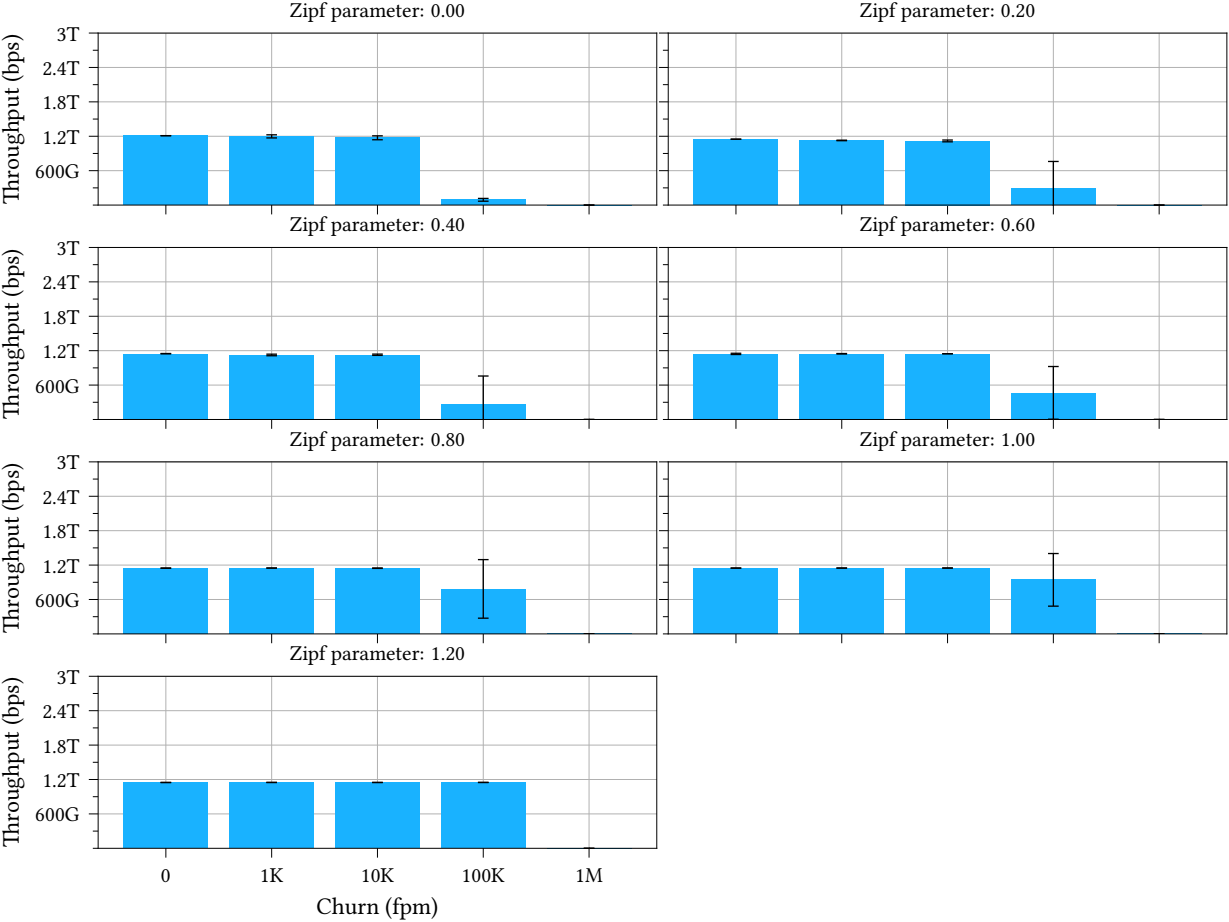 Zipf parameter: 0.00
Zipf parameter: 0.20
Throughput (bps)
3T
2.4T
1.8T
1.2T
600G
Zipf parameter: 0.40
Zipf parameter: 0.60
Throughput (bps)
3T
2.4T
1.8T
1.2T
600G
Zipf parameter: 0.80
Zipf parameter: 1.00
Throughput (bps)
3T
2.4T
1.8T
1.2T
600G
Zipf parameter: 1.20
Throughput (bps)
3T
2.4T
1.8T
1.2T
600G
0 1K 10K 100K 1M
Churn (fpm)